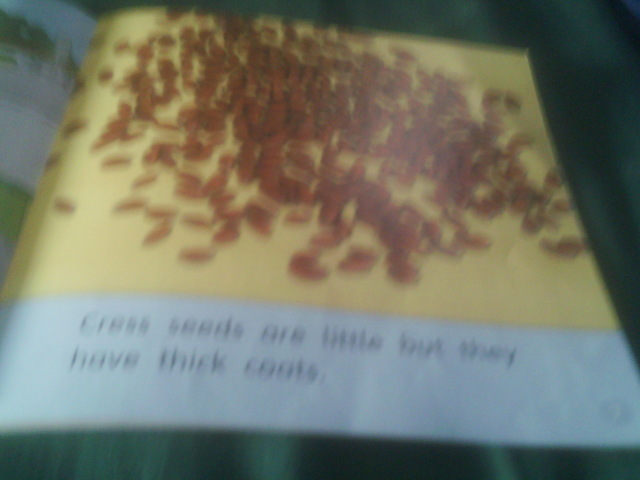 Cress seeds are little but they
have thick coats.